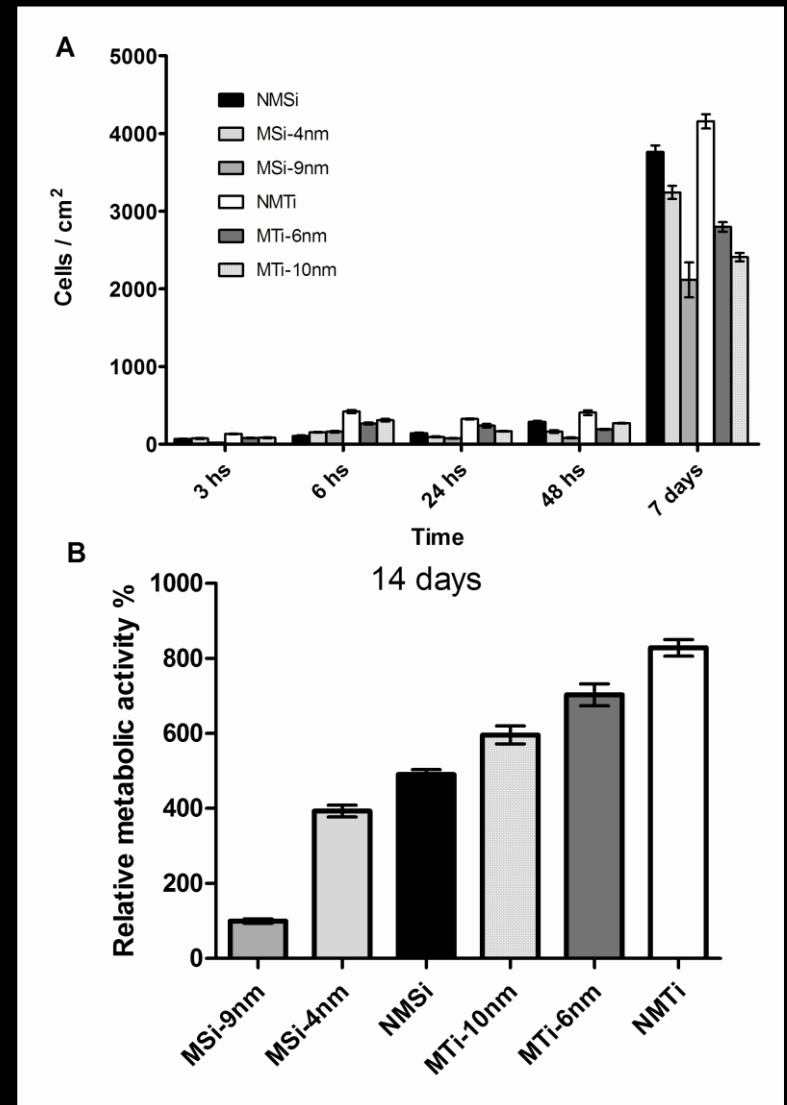 A
5000
4000
3000
2000
1000
0
Cells / cm²
NMSi
MSi-4nm
MSi-9nm
NMTi
MTi-6nm
MTi-10nm
3 hs
6 hs
24 hs
48 hs
7 days
Time
B
14 days
1000
800
600
400
200
0
Relative metabolic activity %
MSi-9nm
MSi-4nm
NMSi
MTi-10nm
MTi-6nm
NMTi